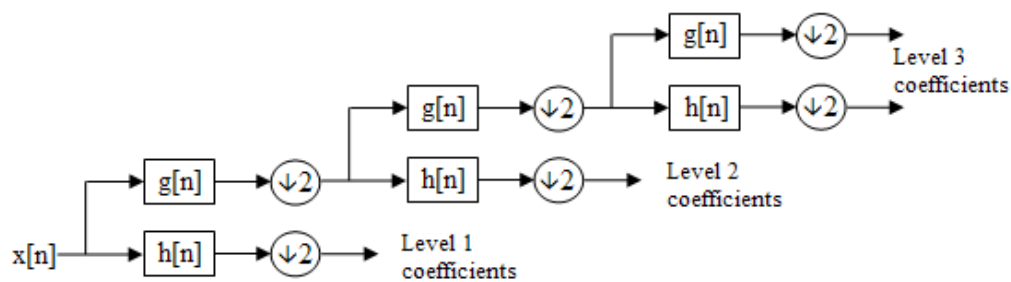 g[n] ↓2
Level 3
coefficients
g[n] ↓2 h[n] ↓2
g[n] ↓2 h[n] ↓2
Level 2
coefficients
x[n] h[n] ↓2
Level 1
coefficients